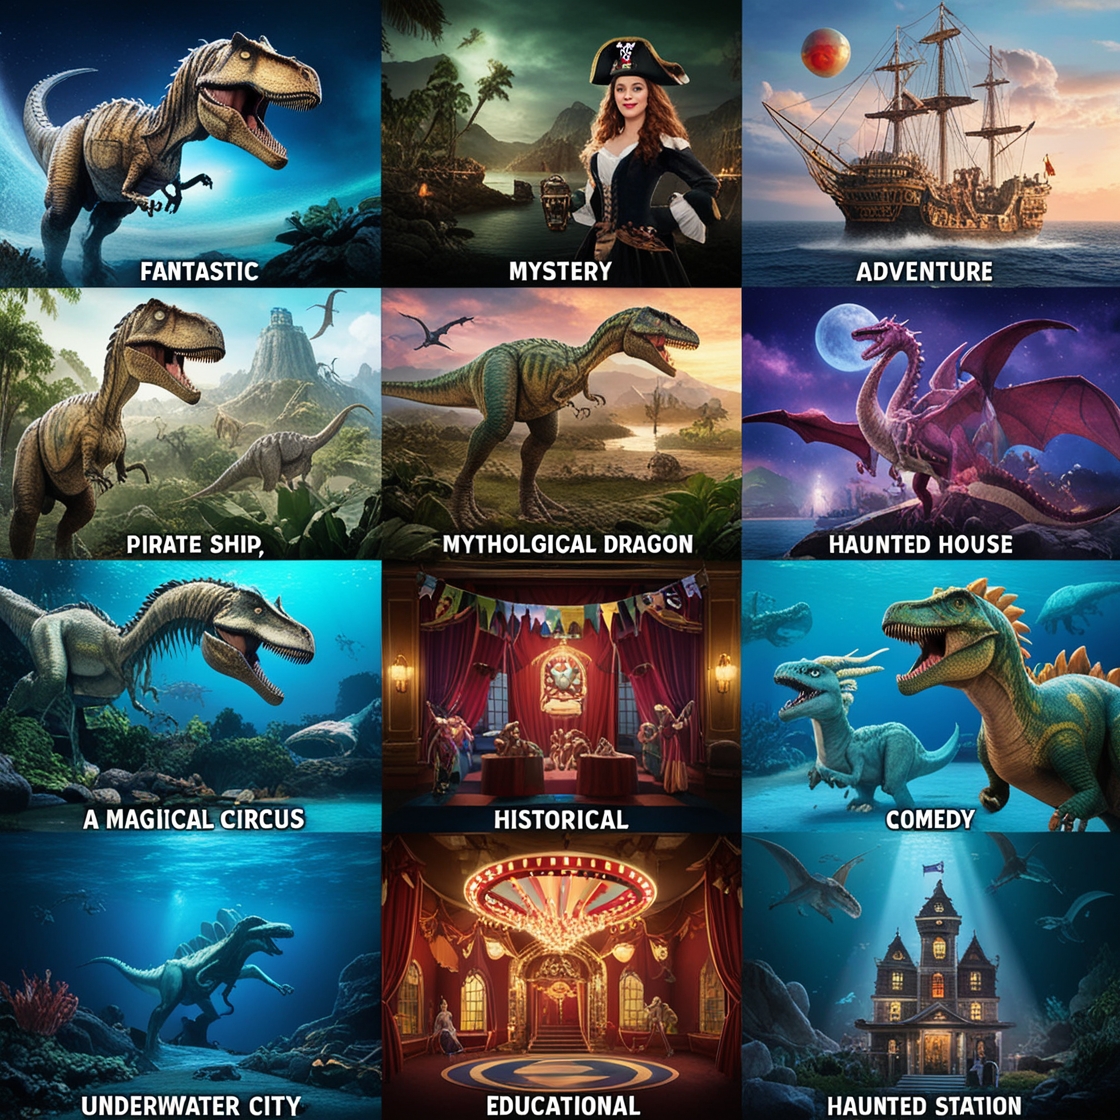 FANTASTIC
MYSTERY
ADVENTURE
PIRATE SHIP,
MYTHOLGICAL DRAGON
HAUNTED HOUSE
A MAGIICAL CIRCUS
HISTORICAL
COMEDY
UNDERWATER CITY
EDUCATIONAL
HAUNTED STATION